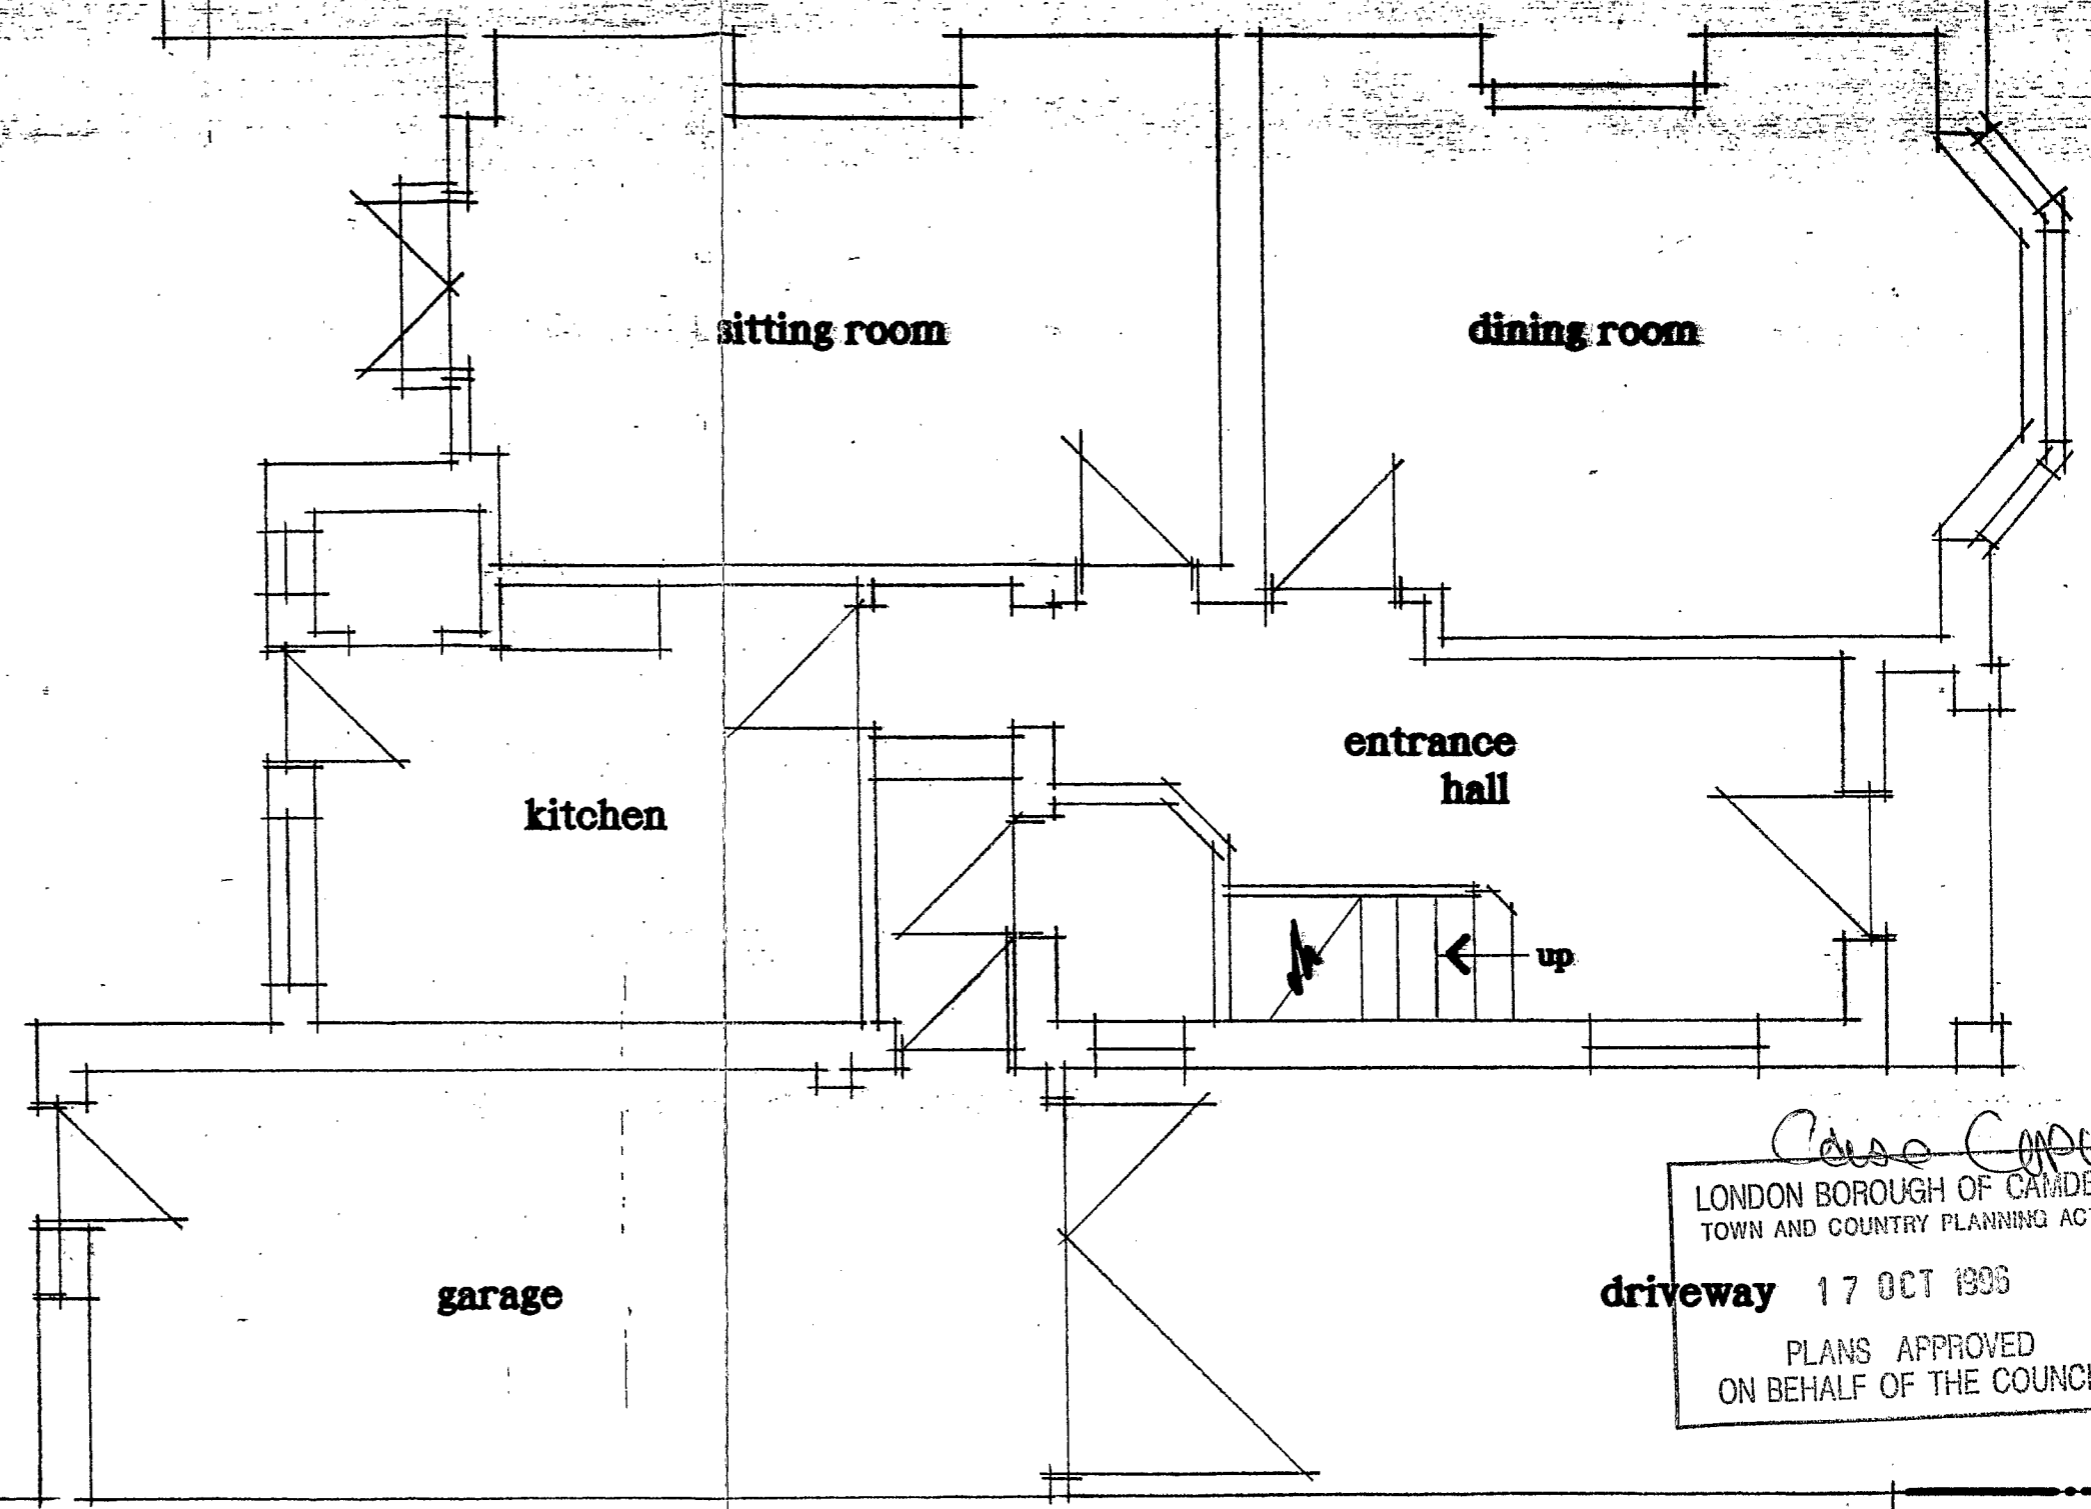 sitting room
dining room
entrance
hall
kitchen
up
garage
driveway
LONDON BOROUGH OF CAMDE
TOWN AND COUNTRY PLANNING AC
17 OCT 1996
PLANS APPROVED
ON BEHALF OF THE COUNCI